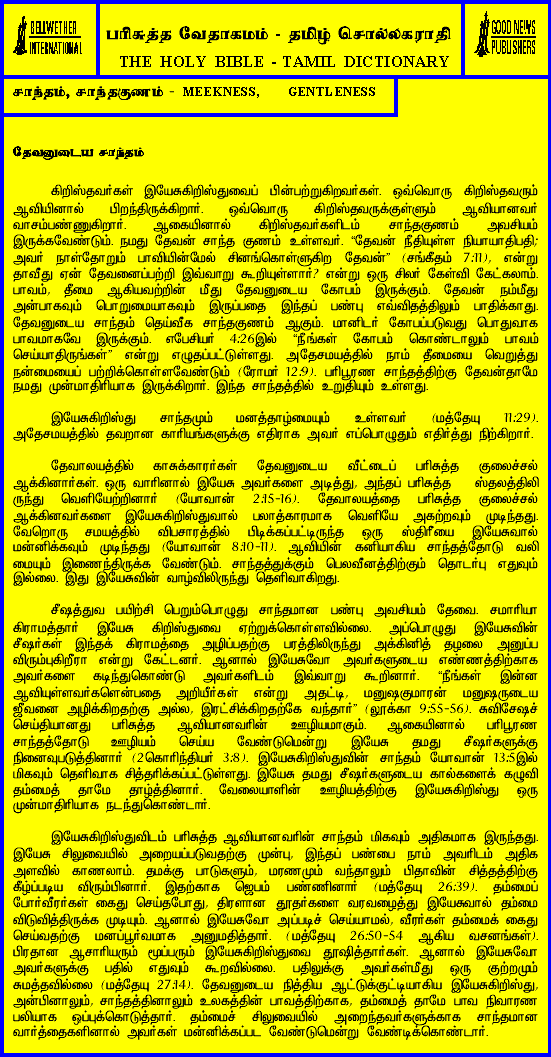 BELLWETHER
INTERNATIONAL
பரிசுத்த வேதாகமம் - தமிழ் சொல்லகராதி
THE HOLY BIBLE - TAMIL DICTIONARY
GOOD NEWS
PUBLISHERS
சாந்தம், சாந்தகுணம் - MEEKNESS, GENTLENESS
தேவனுடைய சாந்தம்
கிறிஸ்தவர்கள் இயேசுகிறிஸ்துவைப் பின்பற்றுகிறவர்கள். ஒவ்வொரு கிறிஸ்தவரும்
ஆவியினால் பிறந்திருக்கிறார். ஒவ்வொரு கிறிஸ்தவருக்குள்ளும் ஆவியானவர்
வாசம்பண்ணுகிறார். ஆகையினால் கிறிஸ்தவர்களிடம் சாந்தகுணம் அவசியம்
இருக்கவேண்டும். நமது தேவன் சாந்த குணம் உள்ளவர். “தேவன் நீதியுள்ள நியாயாதிபதி;
அவர் நாள்தோறும் பாவியின்மேல் சினங்கொள்ளுகிற தேவன்” (சங்கீதம் 7:11), என்று
தாவீது ஏன் தேவனைப்பற்றி இவ்வாறு கூறியுள்ளார்? என்று ஒரு சிலர் கேள்வி கேட்கலாம்.
பாவம், தீமை ஆகியவற்றின் மீது தேவனுடைய கோபம் இருக்கும். தேவன் நம்மீது
அன்பாகவும் பொறுமையாகவும் இருப்பதை இந்தப் பண்பு எவ்விதத்திலும் பாதிக்காது.
தேவனுடைய சாந்தம் தெய்வீக சாந்தகுணம் ஆகும். மானிடர் கோபப்படுவது பொதுவாக
பாவமாகவே இருக்கும். எபேசியர் 4:26இல் “நீங்கள் கோபம் கொண்டாலும் பாவம்
செய்யாதிருங்கள்” என்று எழுதப்பட்டுள்ளது. அதேசமயத்தில் நாம் தீமையை வெறுத்து
நன்மையைப் பற்றிக்கொள்ளவேண்டும் (ரோமர் 12:9). பரிபூரண சாந்தத்திற்கு தேவன்தாமே
நமது முன்மாதிரியாக இருக்கிறார். இந்த சாந்தத்தில் உறுதியும் உள்ளது.
இயேசுகிறிஸ்து சாந்தமும் மனத்தாழ்மையும் உள்ளவர் (மத்தேயு 11:29).
அதேசமயத்தில் தவறான காரியங்களுக்கு எதிராக அவர் எப்பொழுதும் எதிர்த்து நிற்கிறார்.
தேவாலயத்தில் காசுக்காரர்கள் தேவனுடைய வீட்டைப் பரிசுத்த குலைச்சல்
ஆக்கினார்கள். ஒரு வாரினால் இயேசு அவர்களை அடித்து, அந்தப் பரிசுத்த ஸ்தலத்திலி
ருந்து வெளியேற்றினார் (யோவான் 2:15-16). தேவாலயத்தை பரிசுத்த குலைச்சல்
ஆக்கினவர்களை இயேசுகிறிஸ்துவால் பலாத்காரமாக வெளியே அகற்றவும் முடிந்தது.
வேறொரு சமயத்தில் விபசாரத்தில் பிடிக்கப்பட்டிருந்த ஒரு ஸ்திரீயை இயேசுவால்
மன்னிக்கவும் முடிந்தது (யோவான் 8:10-11). ஆவியின் கனியாகிய சாந்தத்தோடு வலி
மையும் இணைந்திருக்க வேண்டும். சாந்தத்துக்கும் பெலவீனத்திற்கும் தொடர்பு எதுவும்
இல்லை. இது இயேசுவின் வாழ்விலிருந்து தெளிவாகிறது.
சீஷத்துவ பயிற்சி பெறும்பொழுது சாந்தமான பண்பு அவசியம் தேவை. சமாரியா
கிராமத்தார் இயேசு கிறிஸ்துவை ஏற்றுக்கொள்ளவில்லை. அப்பொழுது இயேசுவின்
சீஷர்கள் இந்தக் கிராமத்தை அழிப்பதற்கு பரத்திலிருந்து அக்கினித் தழலை அனுப்ப
விரும்புகிறீரா என்று கேட்டனர். ஆனால் இயேசுவோ அவர்களுடைய எண்ணத்திற்காக
அவர்களை கடிந்துகொண்டு அவர்களிடம் இவ்வாறு கூறினார். “நீங்கள் இன்ன
ஆவியுள்ளவர்களென்பதை அறியீர்கள் என்று அதட்டி, மனுஷகுமாரன் மனுஷருடைய
ஜீவனை அழிக்கிறதற்கு அல்ல, இரட்சிக்கிறதற்கே வந்தார்” (லூக்கா 9:55-56). சுவிசேஷச்
செய்தியானது பரிசுத்த ஆவியானவரின் ஊழியமாகும். ஆகையினால் பரிபூரண
சாந்தத்தோடு ஊழியம் செய்ய வேண்டுமென்று இயேசு தமது சீஷர்களுக்கு
நினைவுபடுத்தினார் (2கொரிந்தியர் 3:8). இயேசுகிறிஸ்துவின் சாந்தம் யோவான் 13:5இல்
மிகவும் தெளிவாக சித்தரிக்கப்பட்டுள்ளது. இயேசு தமது சீஷர்களுடைய கால்களைக் கழுவி
தம்மைத் தாமே தாழ்த்தினார். வேலையாளின் ஊழியத்திற்கு இயேசுகிறிஸ்து ஒரு
முன்மாதிரியாக நடந்துகொண்டார்.
இயேசுகிறிஸ்துவிடம் பரிசுத்த ஆவியானவரின் சாந்தம் மிகவும் அதிகமாக இருந்தது.
இயேசு சிலுவையில் அறையப்படுவதற்கு முன்பு, இந்தப் பண்பை நாம் அவரிடம் அதிக
அளவில் காணலாம். தமக்கு பாடுகளும், மரணமும் வந்தாலும் பிதாவின் சித்தத்திற்கு
கீழ்ப்படிய விரும்பினார். இதற்காக ஜெபம் பண்ணினார் (மத்தேயு 26:39). தம்மைப்
போர்வீரர்கள் கைது செய்தபோது, திரளான தூதர்களை வரவழைத்து இயேசுவால் தம்மை
விடுவித்திருக்க முடியும். ஆனால் இயேசுவோ அப்படிச் செய்யாமல், வீரர்கள் தம்மைக் கைது
செய்வதற்கு மனப்பூர்வமாக அனுமதித்தார். (மத்தேயு 26:50-54 ஆகிய வசனங்கள்).
பிரதான ஆசாரியரும் மூப்பரும் இயேசுகிறிஸ்துவை தூஷித்தார்கள். ஆனால் இயேசுவோ
அவர்களுக்கு பதில் எதுவும் கூறவில்லை. பதிலுக்கு அவர்கள்மீது ஒரு குற்றமும்
சுமத்தவில்லை (மத்தேயு 27:14). தேவனுடைய நித்திய ஆட்டுக்குட்டியாகிய இயேசுகிறிஸ்து,
அன்பினாலும், சாந்தத்தினாலும் உலகத்தின் பாவத்திற்காக, தம்மைத் தாமே பாவ நிவாரண
பலியாக ஒப்புக்கொடுத்தார். தம்மைச் சிலுவையில் அறைந்தவர்களுக்காக சாந்தமான
வார்த்தைகளினால் அவர்கள் மன்னிக்கப்பட வேண்டுமென்று வேண்டிக்கொண்டார்.